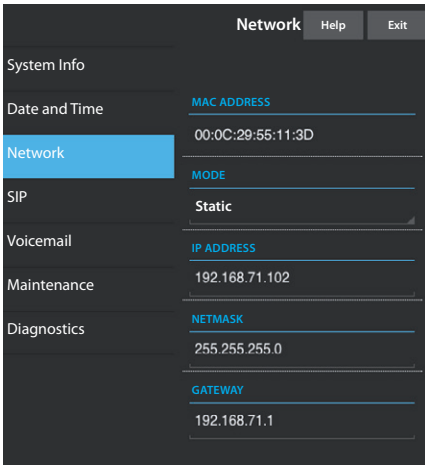 Network Help Exit
System Info
Date and Time
Network
SIP
Voicemail
Maintenance
Diagnostics
MAC ADDRESS
00:0C:29:55:11:3D
MODE
Static
IP ADDRESS
192.168.71.102
NETMASK
255.255.255.0
GATEWAY
192.168.71.1